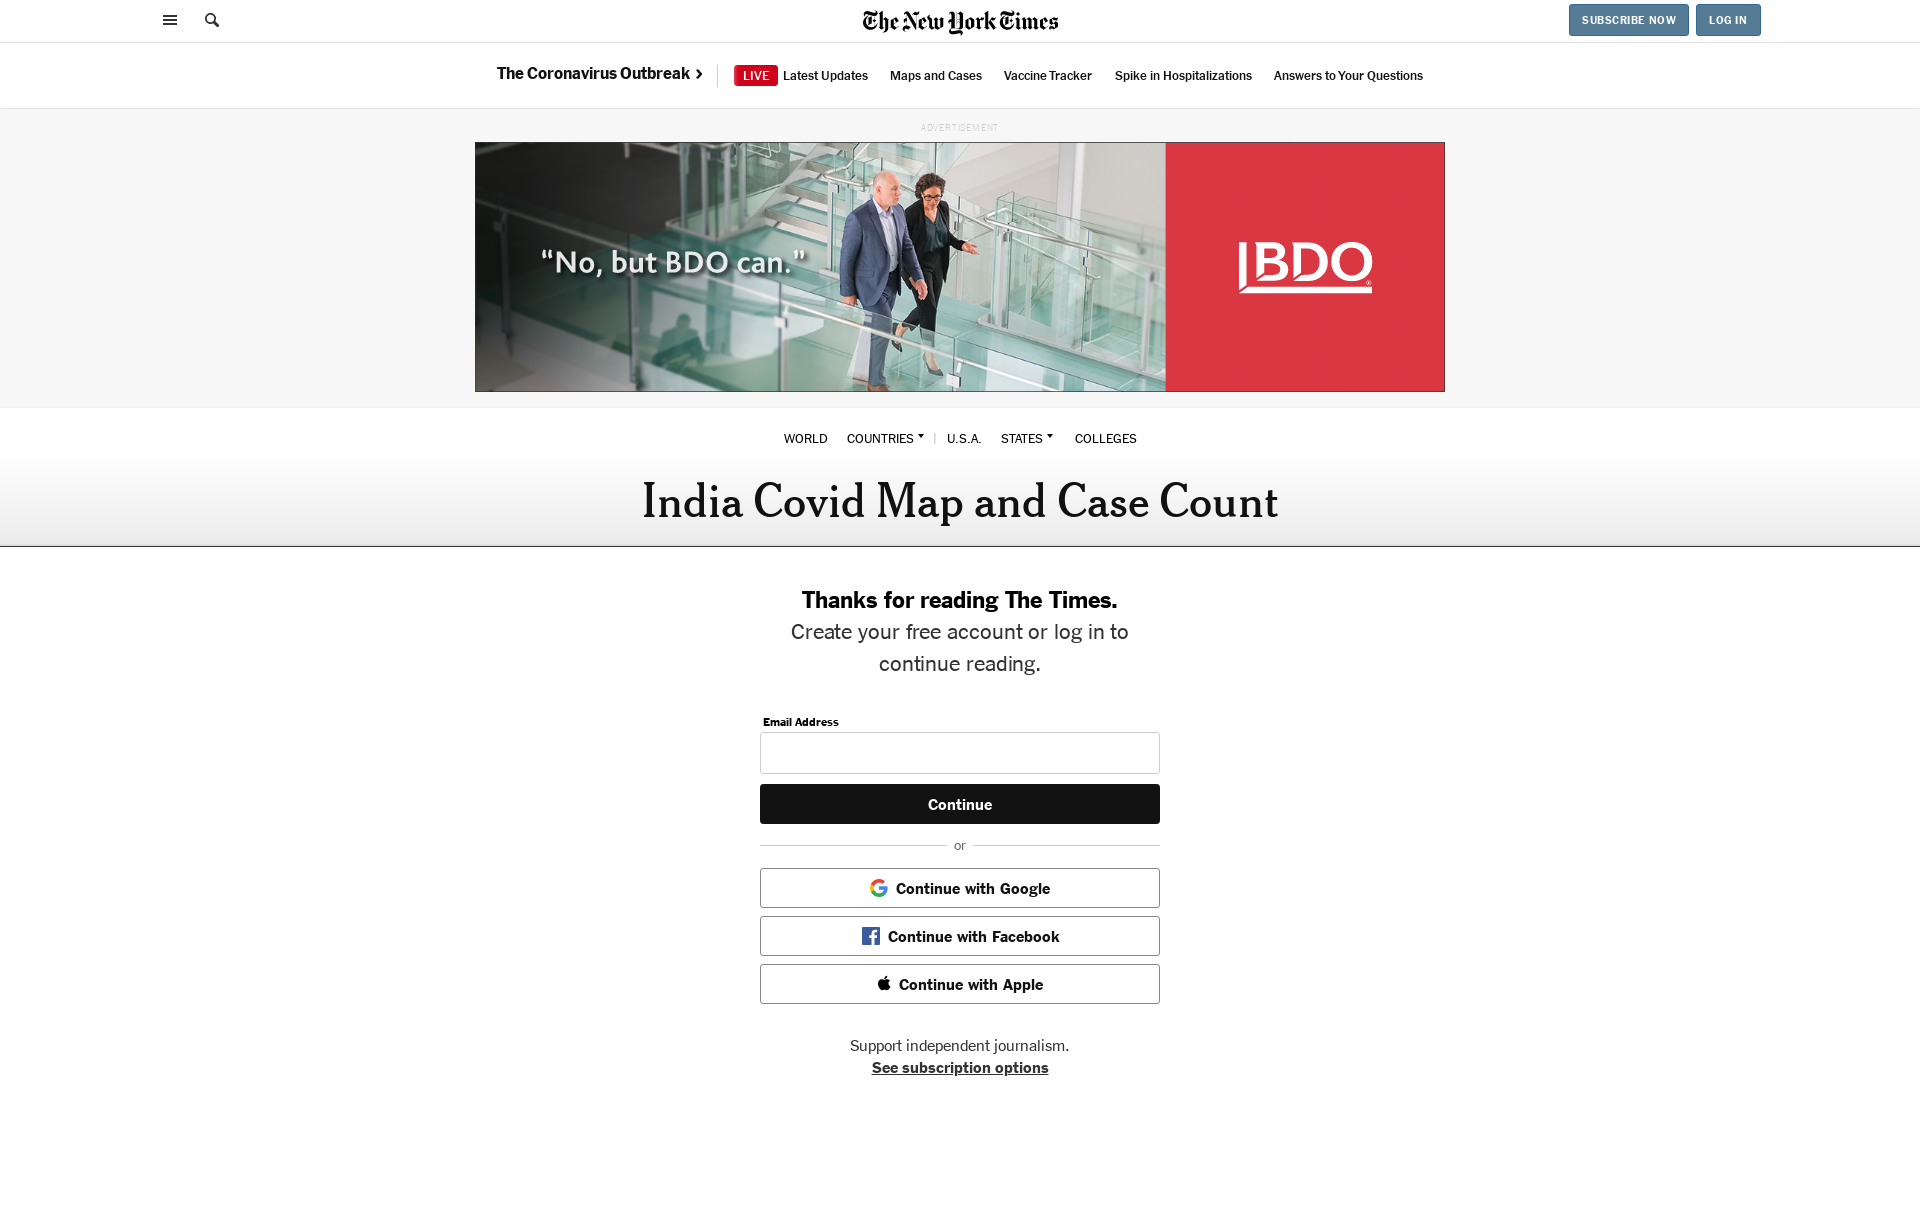 The New York Times
SUBSCRIBE NOW
LOG IN
The Coronavirus Outbreak
LIVE Latest Updates
Maps and Cases
Vaccine Tracker
Spike in Hospitalizations
Answers to Your Questions
ADVERTISEMENT
“No, but BDO can.”
BDO®
WORLD COUNTRIES | U.S.A. STATES COLLEGES
India Covid Map and Case Count
Thanks for reading The Times.
Create your free account or log in to
continue reading.
Email Address
Continue
or
Continue with Google
Continue with Facebook
Continue with Apple
Support independent journalism.
See subscription options